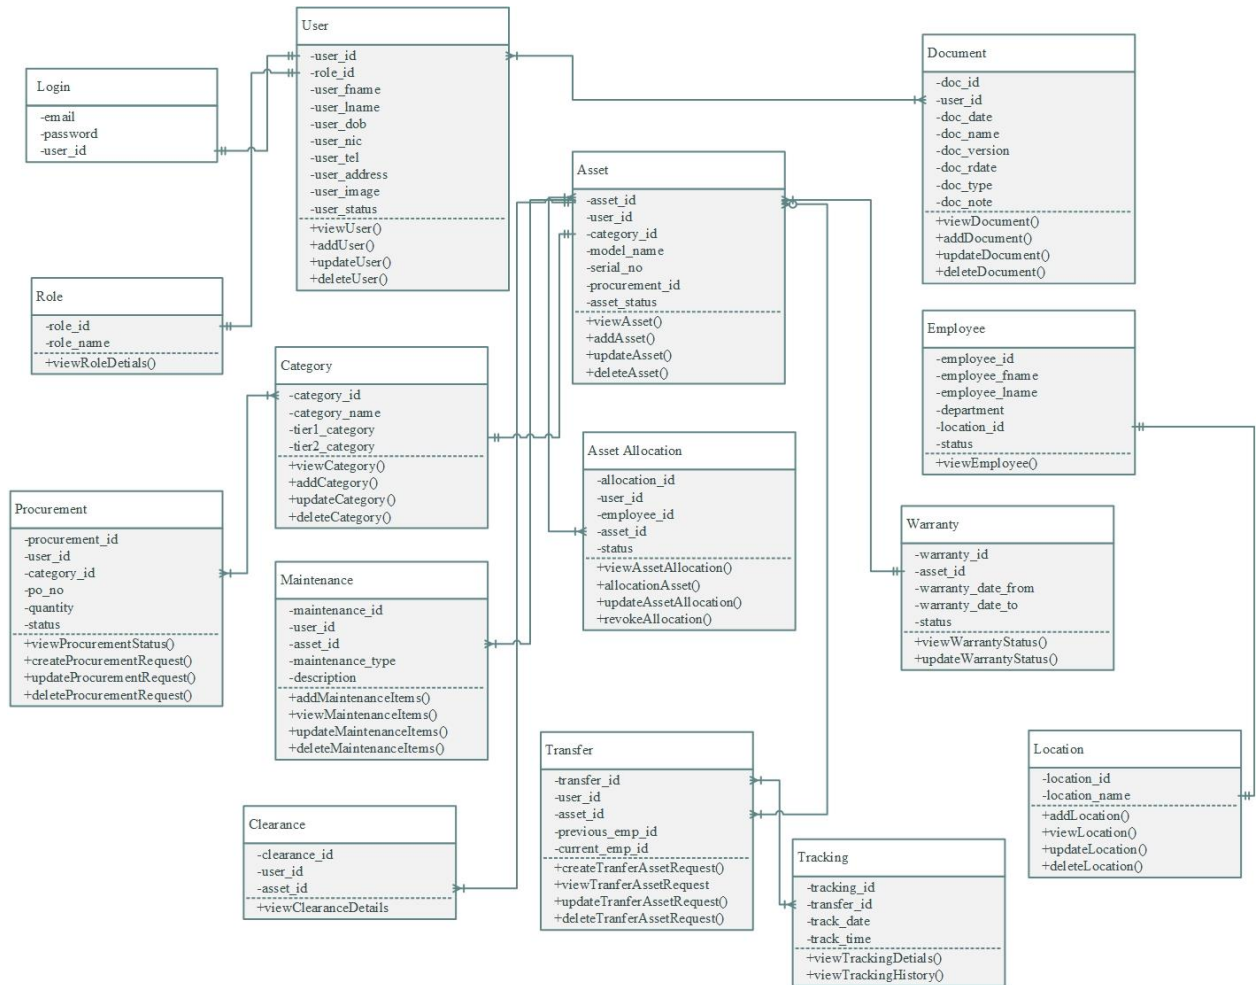 User
-user_id
-role_id
-user_fname
-user_lname
-user_dob
-user_nic
-user_tel
-user_address
-user_image
-user_status
+viewUser()
+addUser()
+updateUser()
+deleteUser()
Login
-email
-password
-user_id
Document
-doc_id
-user_id
-doc_date
-doc_name
-doc_version
-doc_rdate
-doc_type
-doc_note
+viewDocument()
+addDocument()
+updateDocument()
+deleteDocument()
Asset
-asset_id
-user_id
-category_id
-model_name
-serial_no
-procurement_id
-asset_status
+viewAsset()
+addAsset()
+updateAsset()
+deleteAsset()
Role
-role_id
-role_name
+viewRoleDetials()
Employee
-employee_id
-employee_fname
-employee_lname
-department
-location_id
-status
+viewEmployee()
Category
-category_id
-category_name
-tier1_category
-tier2_category
+viewCategory()
+addCategory()
+updateCategory()
+deleteCategory()
Asset Allocation
-allocation_id
-user_id
-employee_id
-asset_id
-status
+viewAssetAllocation()
+allocationAsset()
+updateAssetAllocation()
+revokeAllocation()
Procurement
-procurement_id
-user_id
-category_id
-po_no
-quantity
-status
+viewProcurementStatus()
+createProcurementRequest()
+updateProcurementRequest()
+deleteProcurementRequest()
Warranty
-warranty_id
-asset_id
-warranty_date_from
-warranty_date_to
-status
+viewWarrantyStatus()
+updateWarrantyStatus()
Maintenance
-maintenance_id
-user_id
-asset_id
-maintenance_type
-description
+addMaintenanceItems()
+viewMaintenanceItems()
+updateMaintenanceItems()
+deleteMaintenanceItems()
Transfer
-transfer_id
-user_id
-asset_id
-previous_emp_id
-current_emp_id
+createTranferAssetRequest()
+viewTranferAssetRequest
+updateTranferAssetRequest()
+deleteTranferAssetRequest()
Location
-location_id
-location_name
+addLocation()
+viewLocation()
+updateLocation()
+deleteLocation()
Clearance
-clearance_id
-user_id
-asset_id
+viewClearanceDetails
Tracking
-tracking_id
-transfer_id
-track_date
-track_time
+viewTrackingDetials()
+viewTrackingHistory()